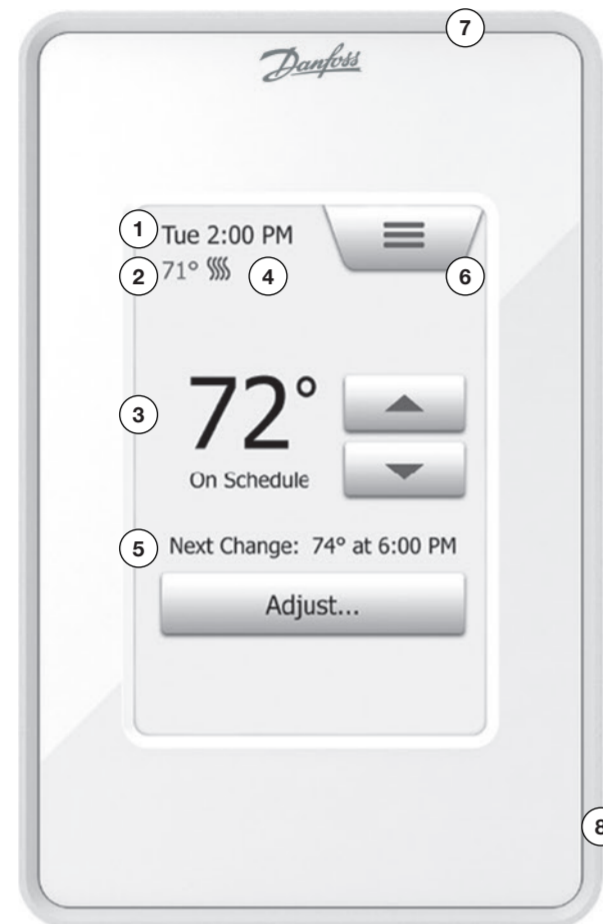 7
Danfoss
1 Tue 2:00 PM
2 71° 4
6
3 72°
On Schedule
5 Next Change: 74° at 6:00 PM
Adjust...
8